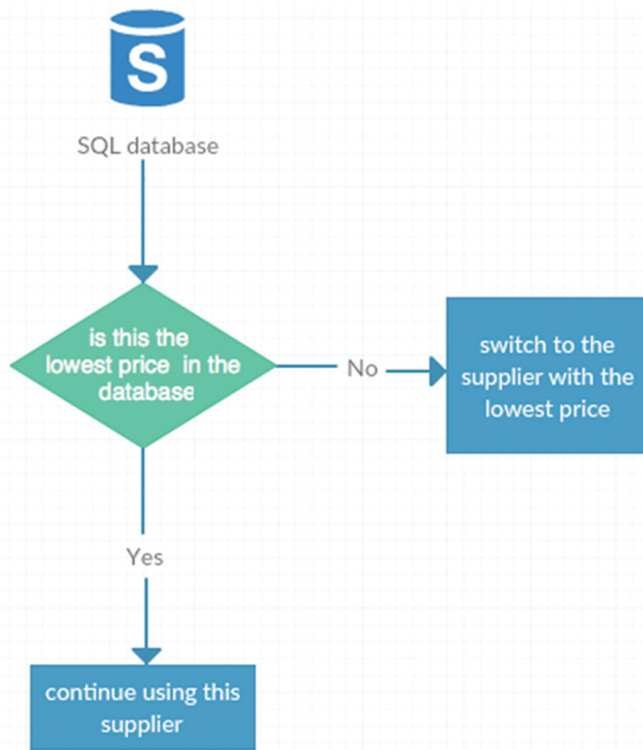 S
SQL database
is this the
lowest price in the
database
No
switch to the
supplier with the
lowest price
Yes
continue using this
supplier